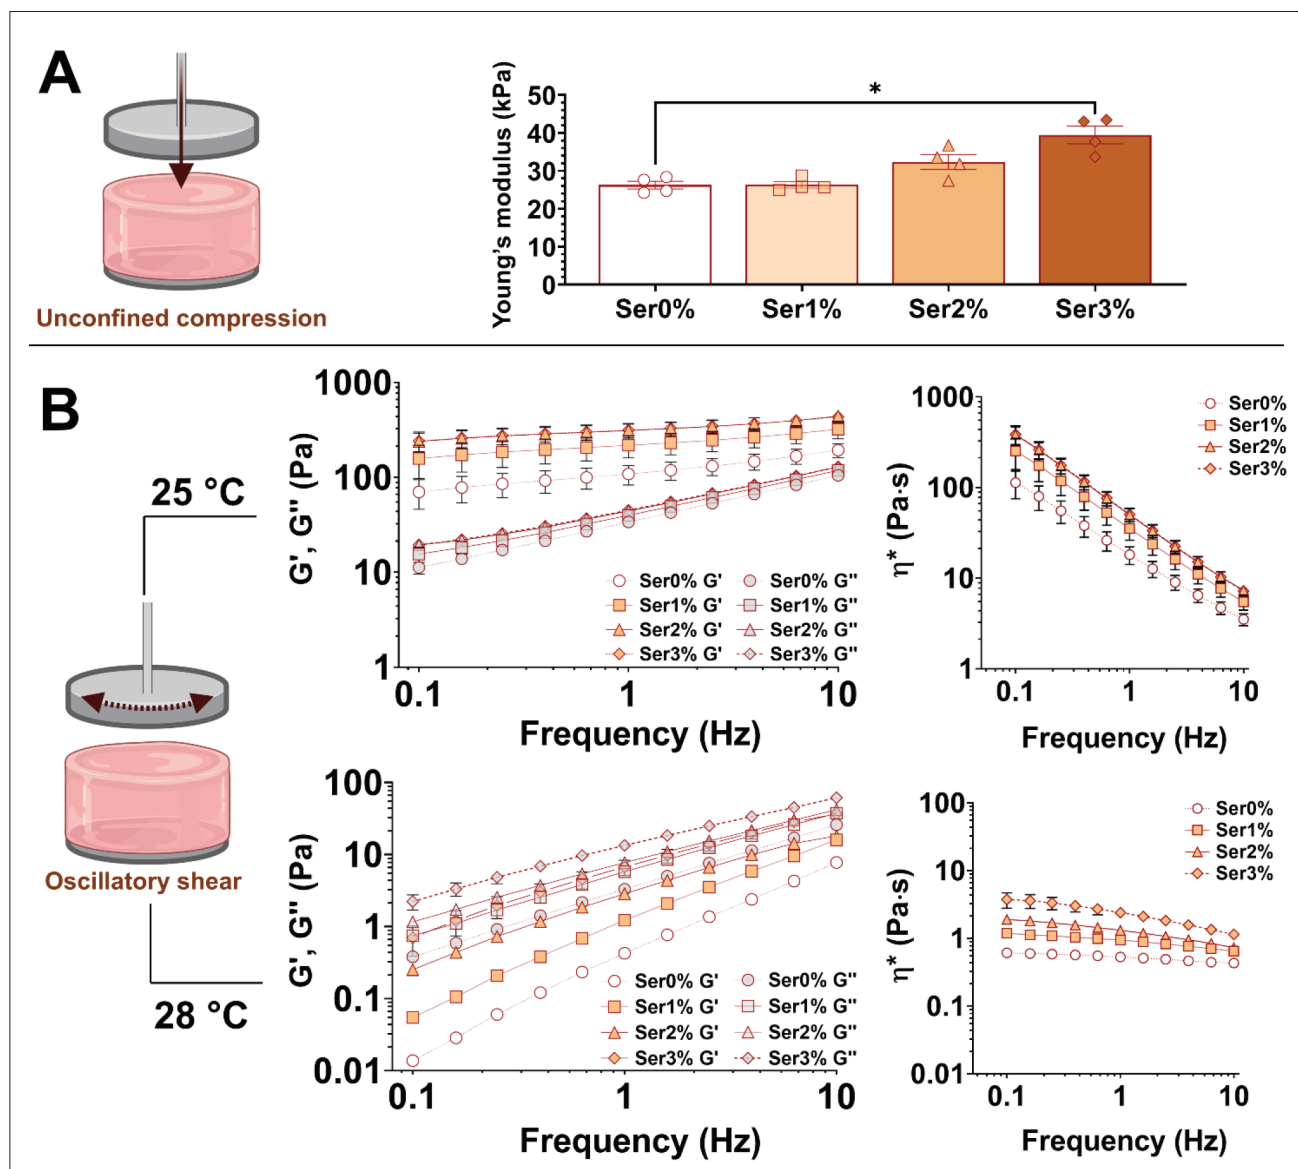 A
Unconfined compression
Young's modulus (kPa)
50
40
30
20
10
0
*
Ser0% Ser1% Ser2% Ser3%
B
25 °C
Oscillatory shear
28 °C
G', G'' (Pa)
1000
100
10
1
Ser0% G' Ser0% G''
Ser1% G' Ser1% G''
Ser2% G' Ser2% G''
Ser3% G' Ser3% G''
0.1 1 10
Frequency (Hz)
η* (Pa·s)
1000
100
10
1
Ser0%
Ser1%
Ser2%
Ser3%
0.1 1 10
Frequency (Hz)
G', G'' (Pa)
100
10
1
0.1
0.01
Ser0% G' Ser0% G''
Ser1% G' Ser1% G''
Ser2% G' Ser2% G''
Ser3% G' Ser3% G''
0.1 1 10
Frequency (Hz)
η* (Pa·s)
100
10
1
0.1
0.01
Ser0%
Ser1%
Ser2%
Ser3%
0.1 1 10
Frequency (Hz)